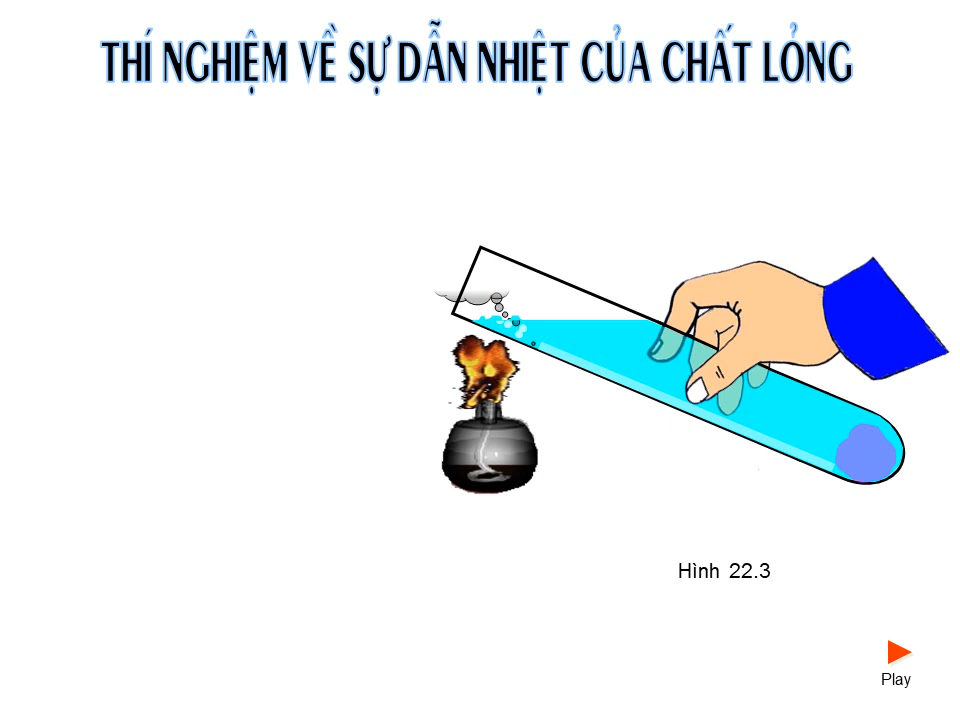 THÍ NGHIỆM VỀ SỰ DẪN NHIỆT CỦA CHẤT LỎNG
Hình 22.3
Play